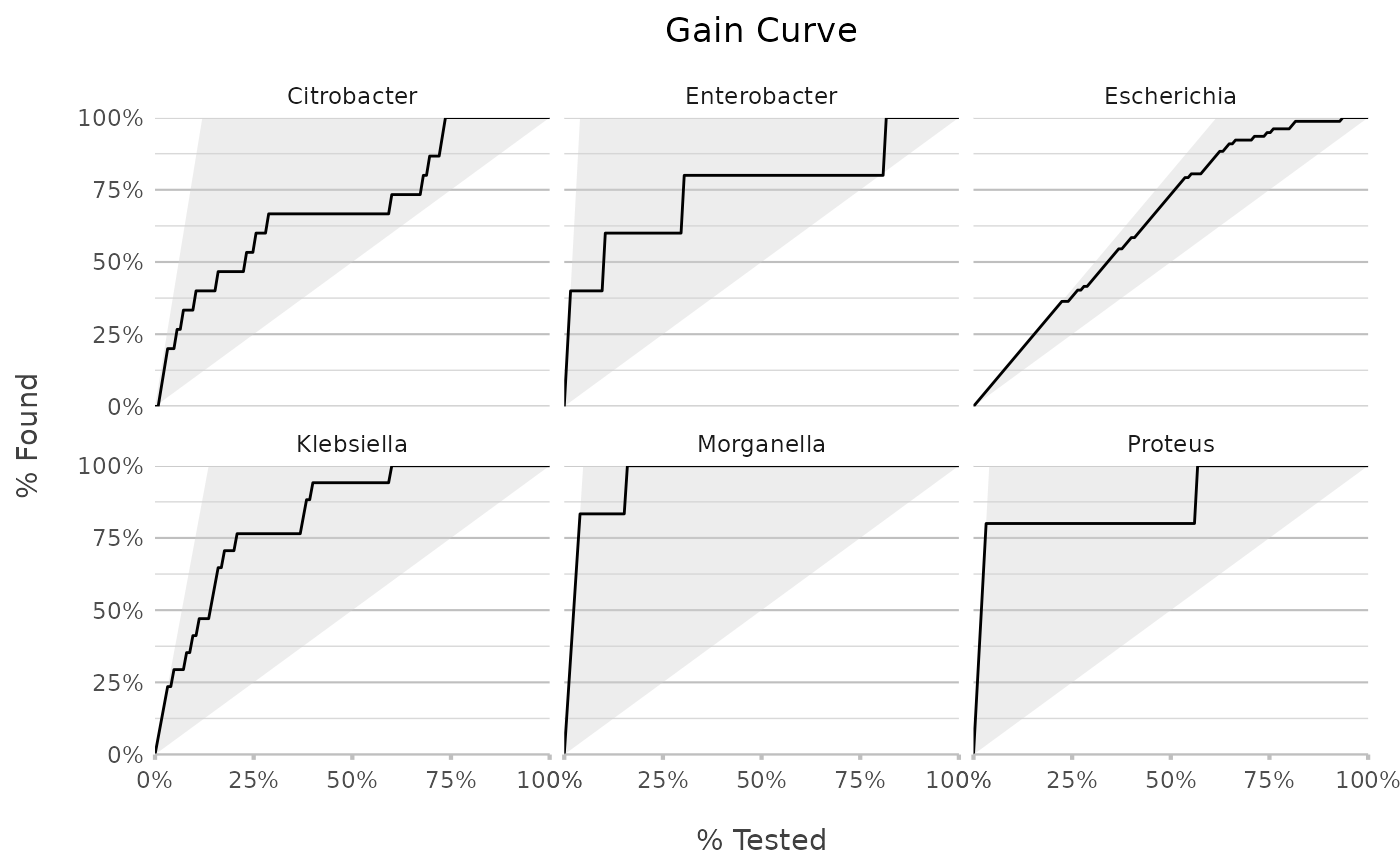 Gain Curve
Citrobacter Enterobacter Escherichia
100%
75%
50%
25%
0%
Klebsiella Morganella Proteus
100%
75%
50%
25%
0%
0% 25% 50% 75% 100% 0% 25% 50% 75% 100% 0% 25% 50% 75% 100%
% Found
% Tested